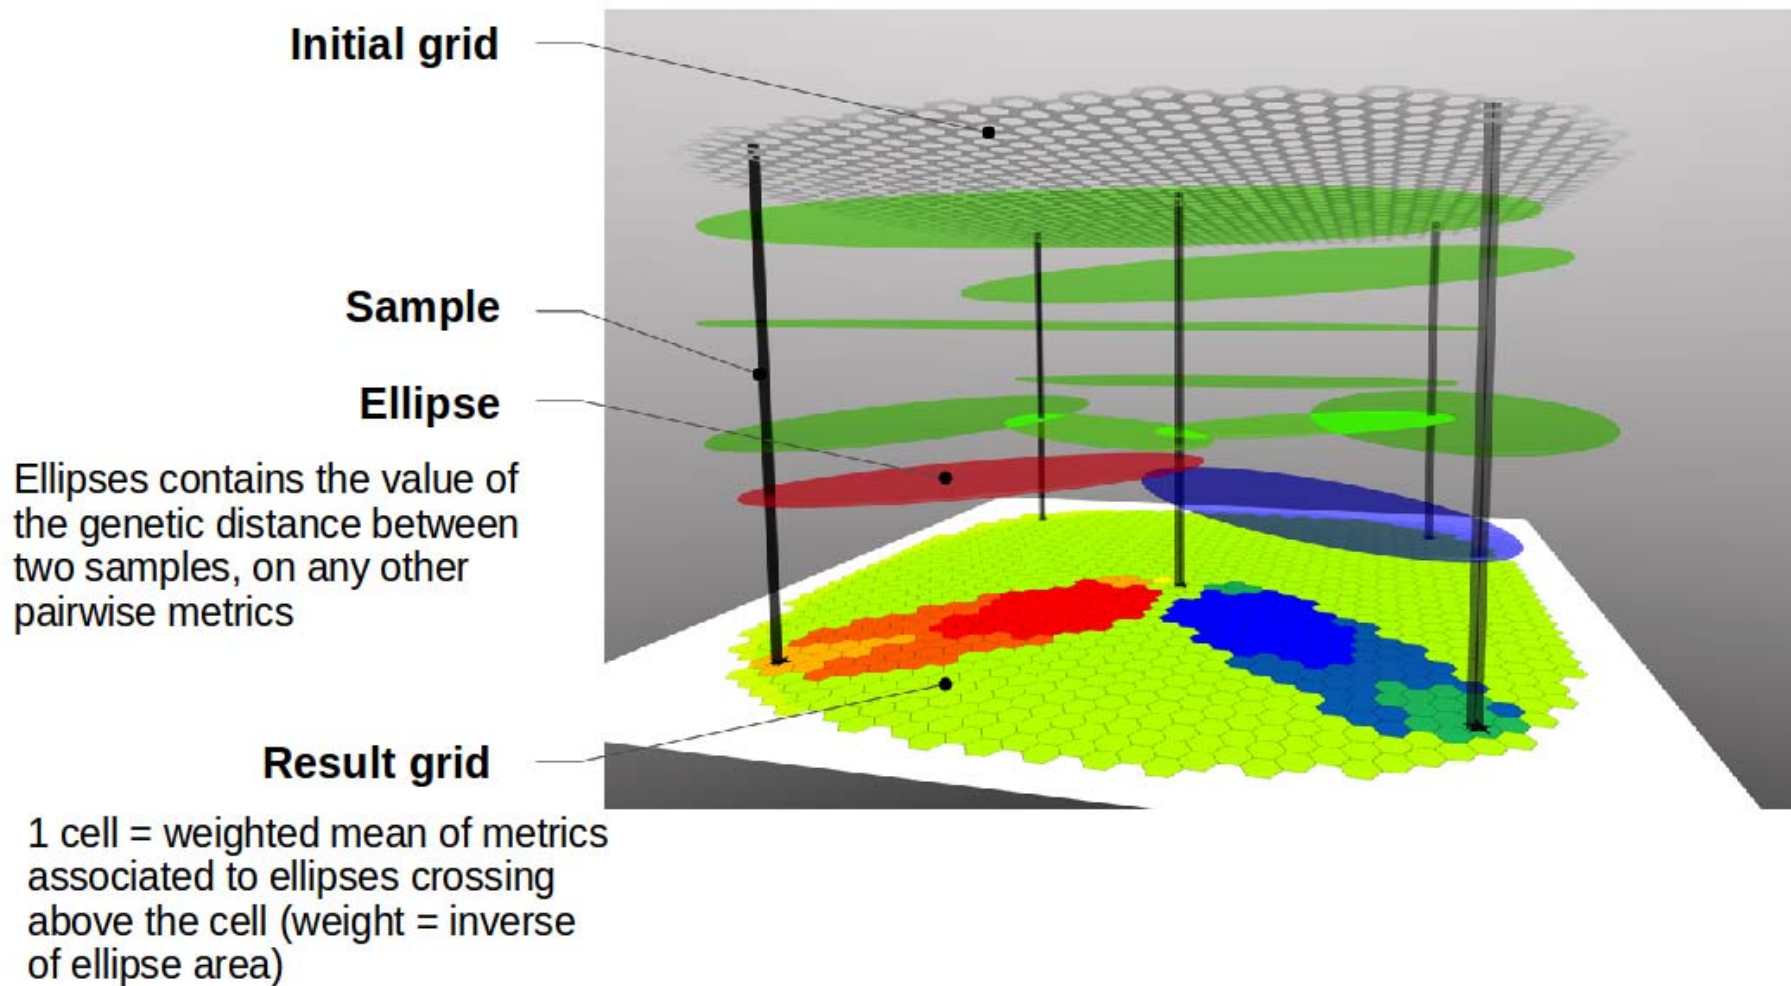 Initial grid
Sample
Ellipse
Ellipses contains the value of
the genetic distance between
two samples, on any other
pairwise metrics
Result grid
1 cell = weighted mean of metrics
associated to ellipses crossing
above the cell (weight = inverse
of ellipse area)